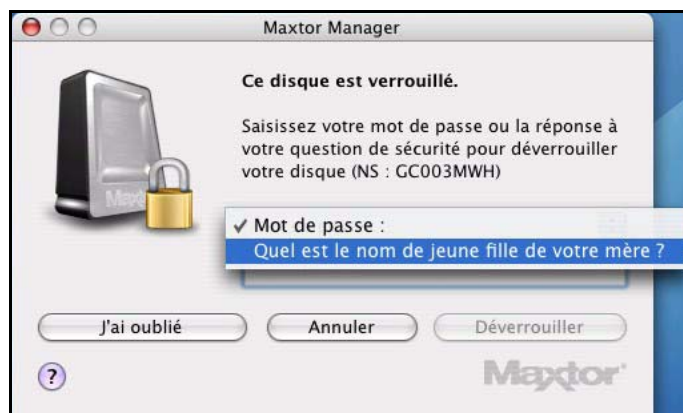 Maxtor Manager
Ce disque est verrouillé.
Saisissez votre mot de passe ou la réponse à
votre question de sécurité pour déverrouiller
votre disque (NS : GC003MWH)
Maxtor
✓ Mot de passe :
Quel est le nom de jeune fille de votre mère ?
J'ai oublié
Annuler
Déverrouiller
?
Maxtor